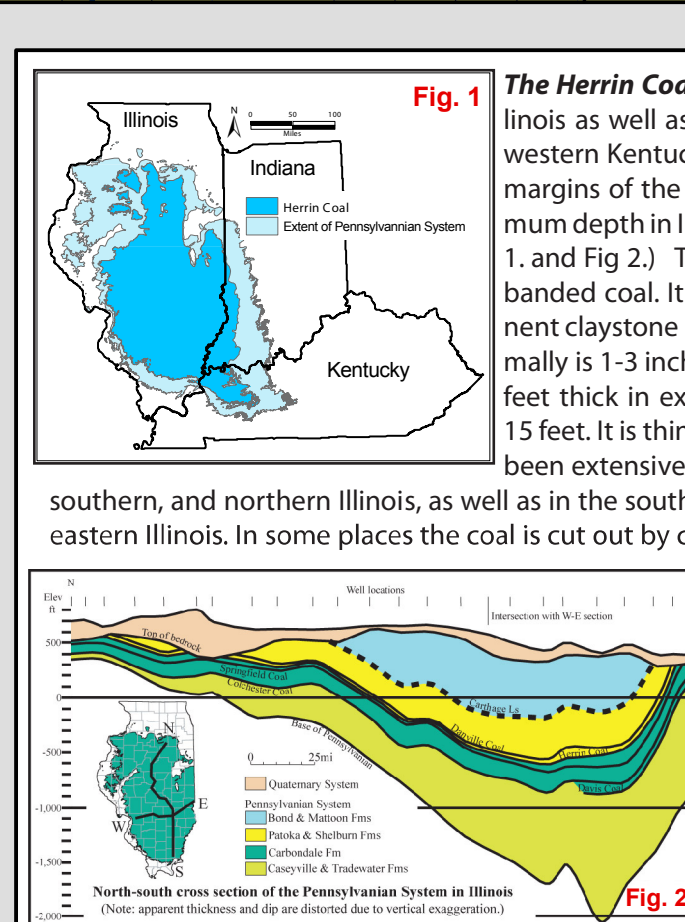 Fig. 1
Illinois
N
0 50 100
Miles
Indiana
Herrin Coal
Extent of Pennsylvannian System
Kentucky
The Herrin Coa
linois as well as
western Kentuc
margins of the
mum depth in I
1. and Fig 2.) T
banded coal. It
nent claystone
mally is 1-3 inch
feet thick in ex
15 feet. It is thin
been extensive
southern, and northern Illinois, as well as in the south
eastern Illinois. In some places the coal is cut out by c
N
Elev
ft
Well locations
Intersection with W-E section
500
0
-500
-1,000
-1,500
-2,000
Top of bedrock
Springfield Coal
Colchester Coal
Base of Pennsylvanian
Carthage Ls
Danville Coal
Herrin Coal
Davis Coal
N
E
W
S
0 25mi
Quaternary System
Pennsylvanian System
Bond & Mattoon Fms
Patoka & Shelburn Fms
Carbondale Fm
Caseyville & Tradewater Fms
North-south cross section of the Pennsylvanian System in Illinois
(Note: apparent thickness and dip are distorted due to vertical exaggeration.)
Fig. 2